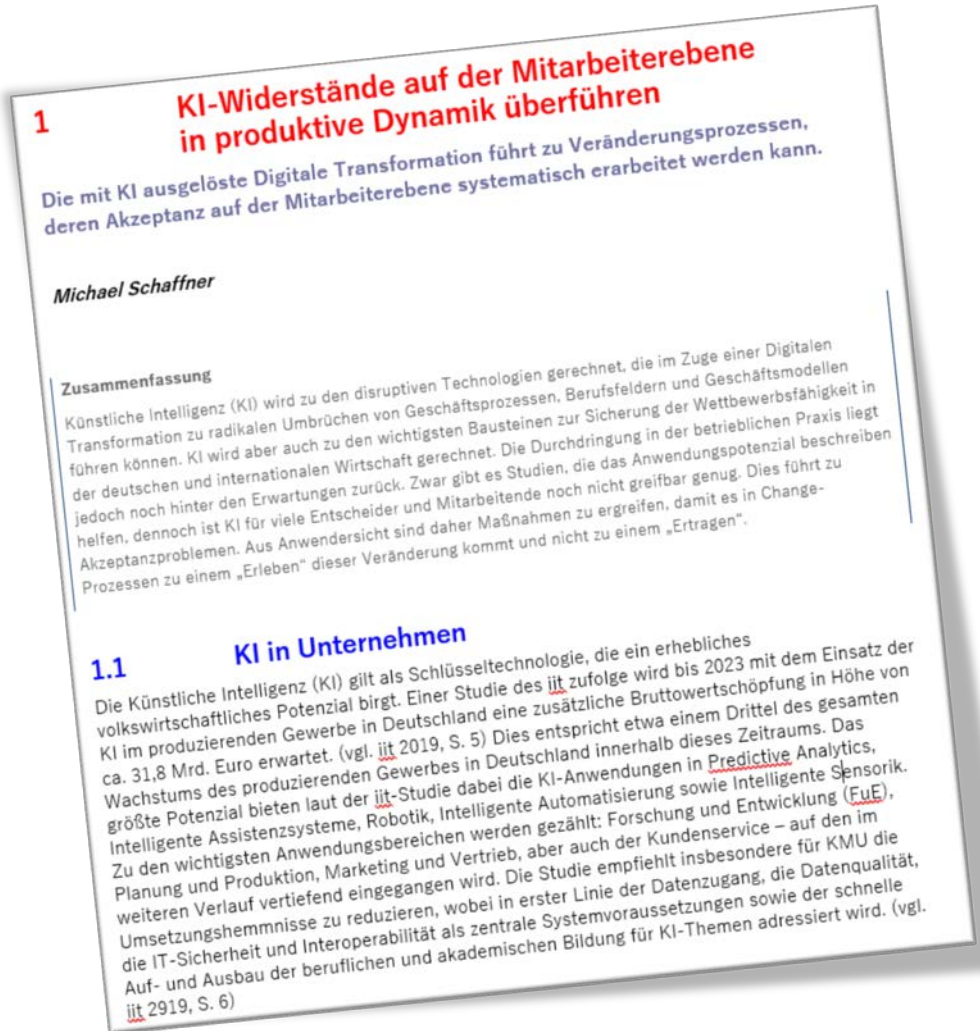 1 KI-Widerstände auf der Mitarbeiterebene
in produktive Dynamik überführen
Die mit KI ausgelöste Digitale Transformation führt zu Veränderungsprozessen,
deren Akzeptanz auf der Mitarbeiterebene systematisch erarbeitet werden kann.
Michael Schaffner
Zusammenfassung
Künstliche Intelligenz (KI) wird zu den disruptiven Technologien gerechnet, die im Zuge einer Digitalen
Transformation zu radikalen Umbrüchen von Geschäftsprozessen, Berufsfeldern und Geschäftsmodellen
führen können. KI wird aber auch zu den wichtigsten Bausteinen zur Sicherung der Wettbewerbsfähigkeit in
der deutschen und internationalen Wirtschaft gerechnet. Die Durchdringung in der betrieblichen Praxis liegt
jedoch noch hinter den Erwartungen zurück. Zwar gibt es Studien, die das Anwendungspotenzial beschreiben
helfen, dennoch ist KI für viele Entscheider und Mitarbeitende noch nicht greifbar genug. Dies führt zu
Akzeptanzproblemen. Aus Anwendersicht sind daher Maßnahmen zu ergreifen, damit es in Change-
Prozessen zu einem „Erleben“ dieser Veränderung kommt und nicht zu einem „Ertragen“.
1.1 KI in Unternehmen
Die Künstliche Intelligenz (KI) gilt als Schlüsseltechnologie, die ein erhebliches
volkswirtschaftliches Potenzial birgt. Einer Studie des iit zufolge wird bis 2023 mit dem Einsatz der
KI im produzierenden Gewerbe in Deutschland eine zusätzliche Bruttowertschöpfung in Höhe von
ca. 31,8 Mrd. Euro erwartet. (vgl. iit 2019, S. 5) Dies entspricht etwa einem Drittel des gesamten
Wachstums des produzierenden Gewerbes in Deutschland innerhalb dieses Zeitraums. Das
größte Potenzial bieten laut der iit-Studie dabei die KI-Anwendungen in Predictive Analytics,
Intelligente Assistenzsysteme, Robotik, Intelligente Automatisierung sowie Intelligente Sensorik.
Zu den wichtigsten Anwendungsbereichen werden gezählt: Forschung und Entwicklung (FuE),
Planung und Produktion, Marketing und Vertrieb, aber auch der Kundenservice – auf den im
weiteren Verlauf vertiefend eingegangen wird. Die Studie empfiehlt insbesondere für KMU die
Umsetzungshemmnisse zu reduzieren, wobei in erster Linie der Datenzugang, die Datenqualität,
die IT-Sicherheit und Interoperabilität als zentrale Systemvoraussetzungen sowie der schnelle
Auf- und Ausbau der beruflichen und akademischen Bildung für KI-Themen adressiert wird. (vgl.
iit 2919, S. 6)